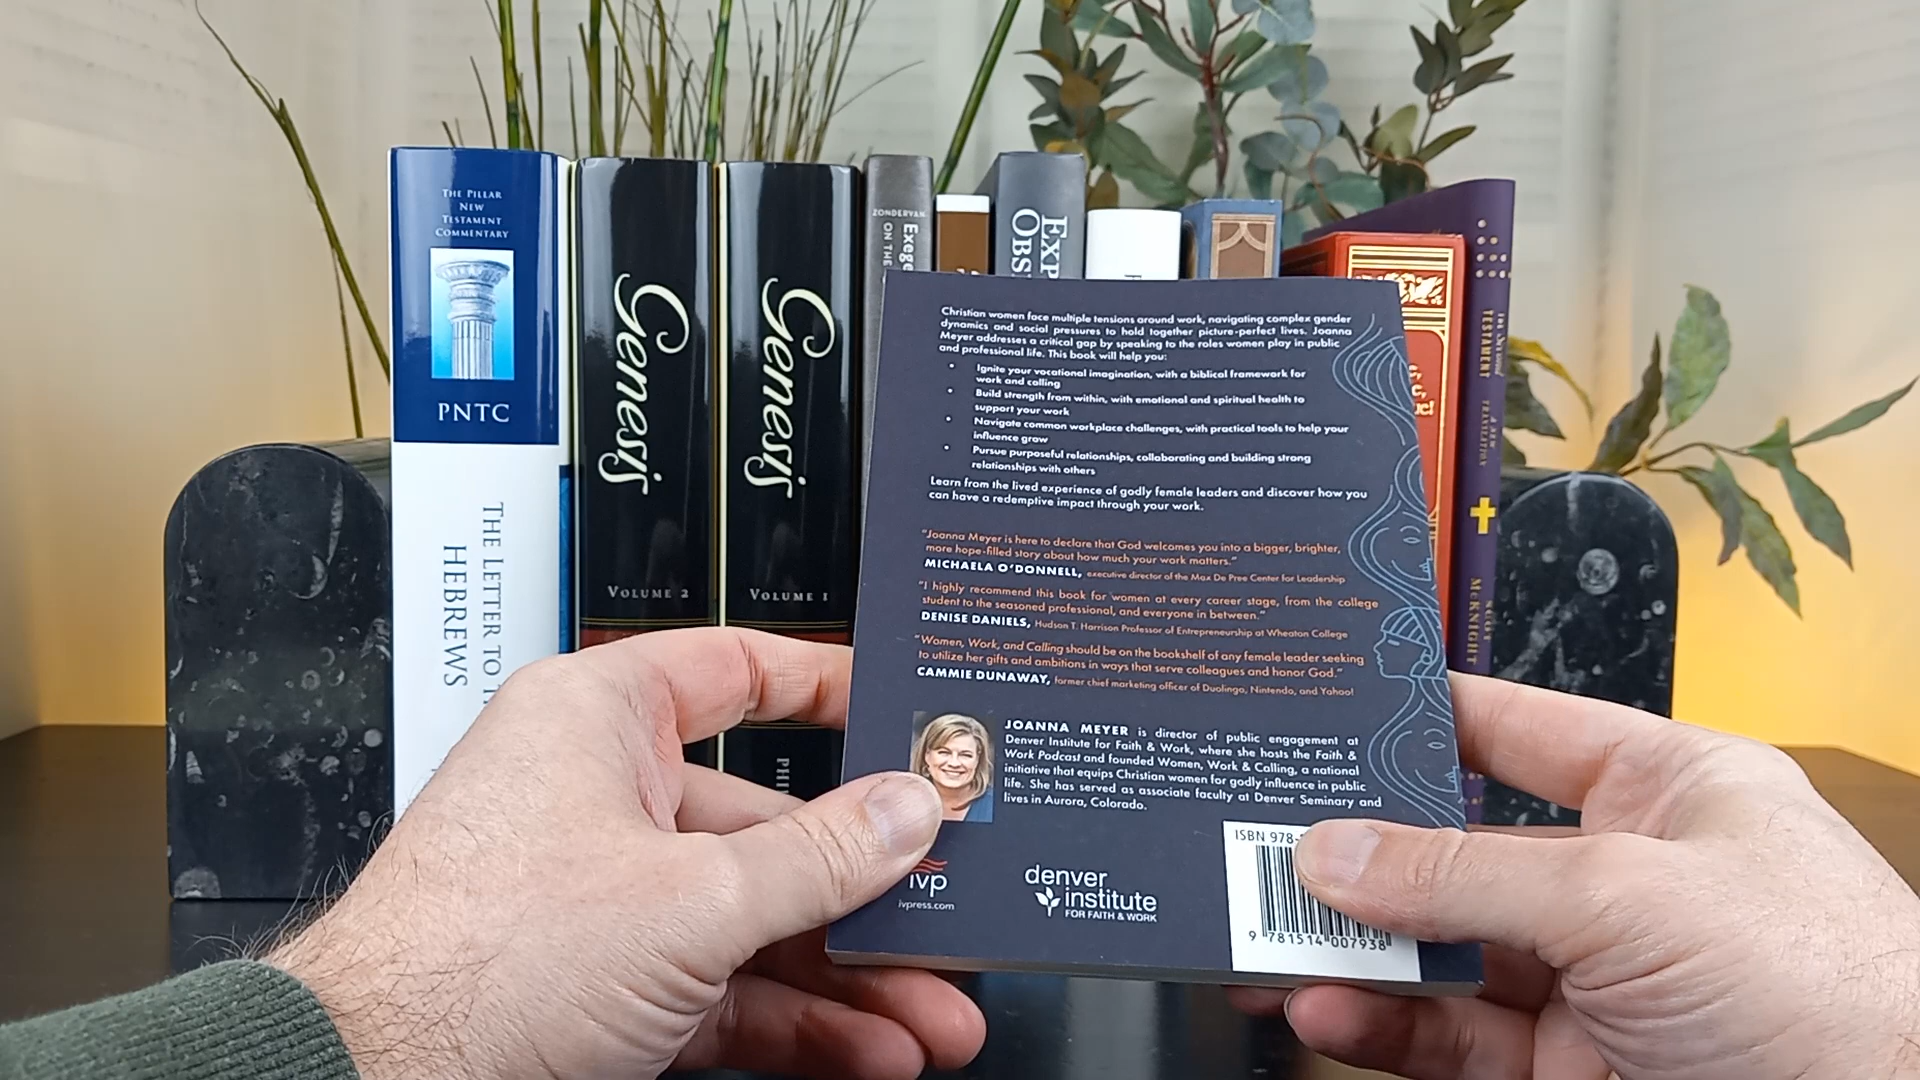 THE PILLAR
NEW
TESTAMENT
COMMENTARY
PNTC
THE LETTER TO
HEBREWS
Genesis
VOLUME 2
Genesis
VOLUME 1
ZONDERVAN
Exege
ON THE
EXP
OBS
TESTAMENT
A NEW
TRANSLATION
SCOT
McKNIGHT
Christian women face multiple tensions around work, navigating complex gender
dynamics and social pressures to hold together picture-perfect lives. Joanna
Meyer addresses a critical gap by speaking to the roles women play in public
and professional life. This book will help you:
• Ignite your vocational imagination, with a biblical framework for
work and calling
• Build strength from within, with emotional and spiritual health to
support your work
• Navigate common workplace challenges, with practical tools to help your
influence grow
• Pursue purposeful relationships, collaborating and building strong
relationships with others
Learn from the lived experience of godly female leaders and discover how you
can have a redemptive impact through your work.
"Joanna Meyer is here to declare that God welcomes you into a bigger, brighter,
more hope-filled story about how much your work matters."
MICHAELA O'DONNELL, executive director of the Max De Pree Center for Leadership
"I highly recommend this book for women at every career stage, from the college
student to the seasoned professional, and everyone in between."
DENISE DANIELS, Hudson T. Harrison Professor of Entrepreneurship at Wheaton College
"Women, Work, and Calling should be on the bookshelf of any female leader seeking
to utilize her gifts and ambitions in ways that serve colleagues and honor God."
CAMMIE DUNAWAY, former chief marketing officer of Duolingo, Nintendo, and Yahoo!
JOANNA MEYER is director of public engagement at
Denver Institute for Faith & Work, where she hosts the Faith &
Work Podcast and founded Women, Work & Calling, a national
initiative that equips Christian women for godly influence in public
life. She has served as associate faculty at Denver Seminary and
lives in Aurora, Colorado.
ivp
ivpress.com
denver
institute
FOR FAITH & WORK
ISBN 978-
9 781514 007938